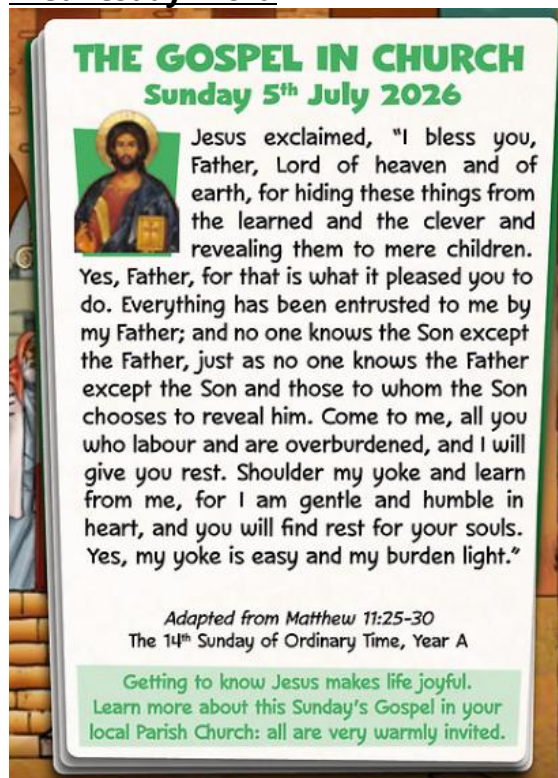 THE GOSPEL IN CHURCH
Sunday 5th July 2026
Jesus exclaimed, "I bless you,
Father, Lord of heaven and of
earth, for hiding these things from
the learned and the clever and
revealing them to mere children.
Yes, Father, for that is what it pleased you to
do. Everything has been entrusted to me by
my Father; and no one knows the Son except
the Father, just as no one knows the Father
except the Son and those to whom the Son
chooses to reveal him. Come to me, all you
who labour and are overburdened, and I will
give you rest. Shoulder my yoke and learn
from me, for I am gentle and humble in
heart, and you will find rest for your souls.
Yes, my yoke is easy and my burden light."
Adapted from Matthew 11:25-30
The 14th Sunday of Ordinary Time, Year A
Getting to know Jesus makes life joyful.
Learn more about this Sunday's Gospel in your
local Parish Church: all are very warmly invited.